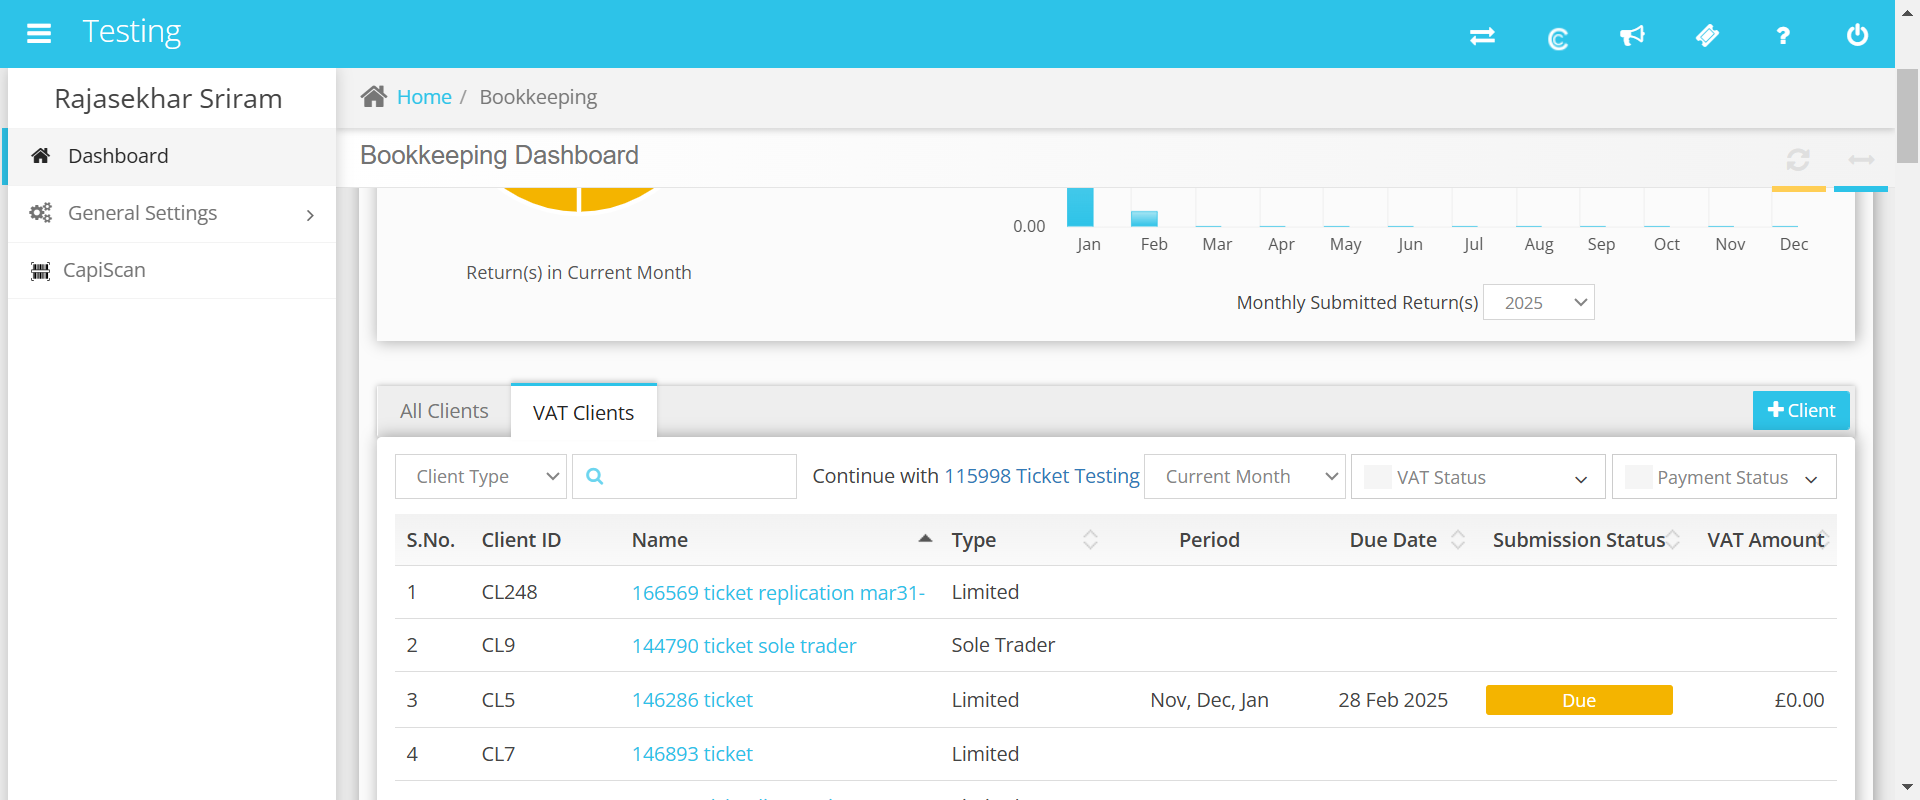 Testing
?
Rajasekhar Sriram
Home / Bookkeeping
Dashboard
Bookkeeping Dashboard
General Settings
CapiScan
0.00
Jan Feb Mar Apr May Jun Jul Aug Sep Oct Nov Dec
Return(s) in Current Month
Monthly Submitted Return(s) 2025
All Clients VAT Clients
+ Client
Client Type Continue with 115998 Ticket Testing Current Month VAT Status Payment Status
S.No. Client ID Name Type Period Due Date Submission Status VAT Amount
1 CL248 166569 ticket replication mar31- Limited
2 CL9 144790 ticket sole trader Sole Trader
3 CL5 146286 ticket Limited Nov, Dec, Jan 28 Feb 2025 Due £0.00
4 CL7 146893 ticket Limited